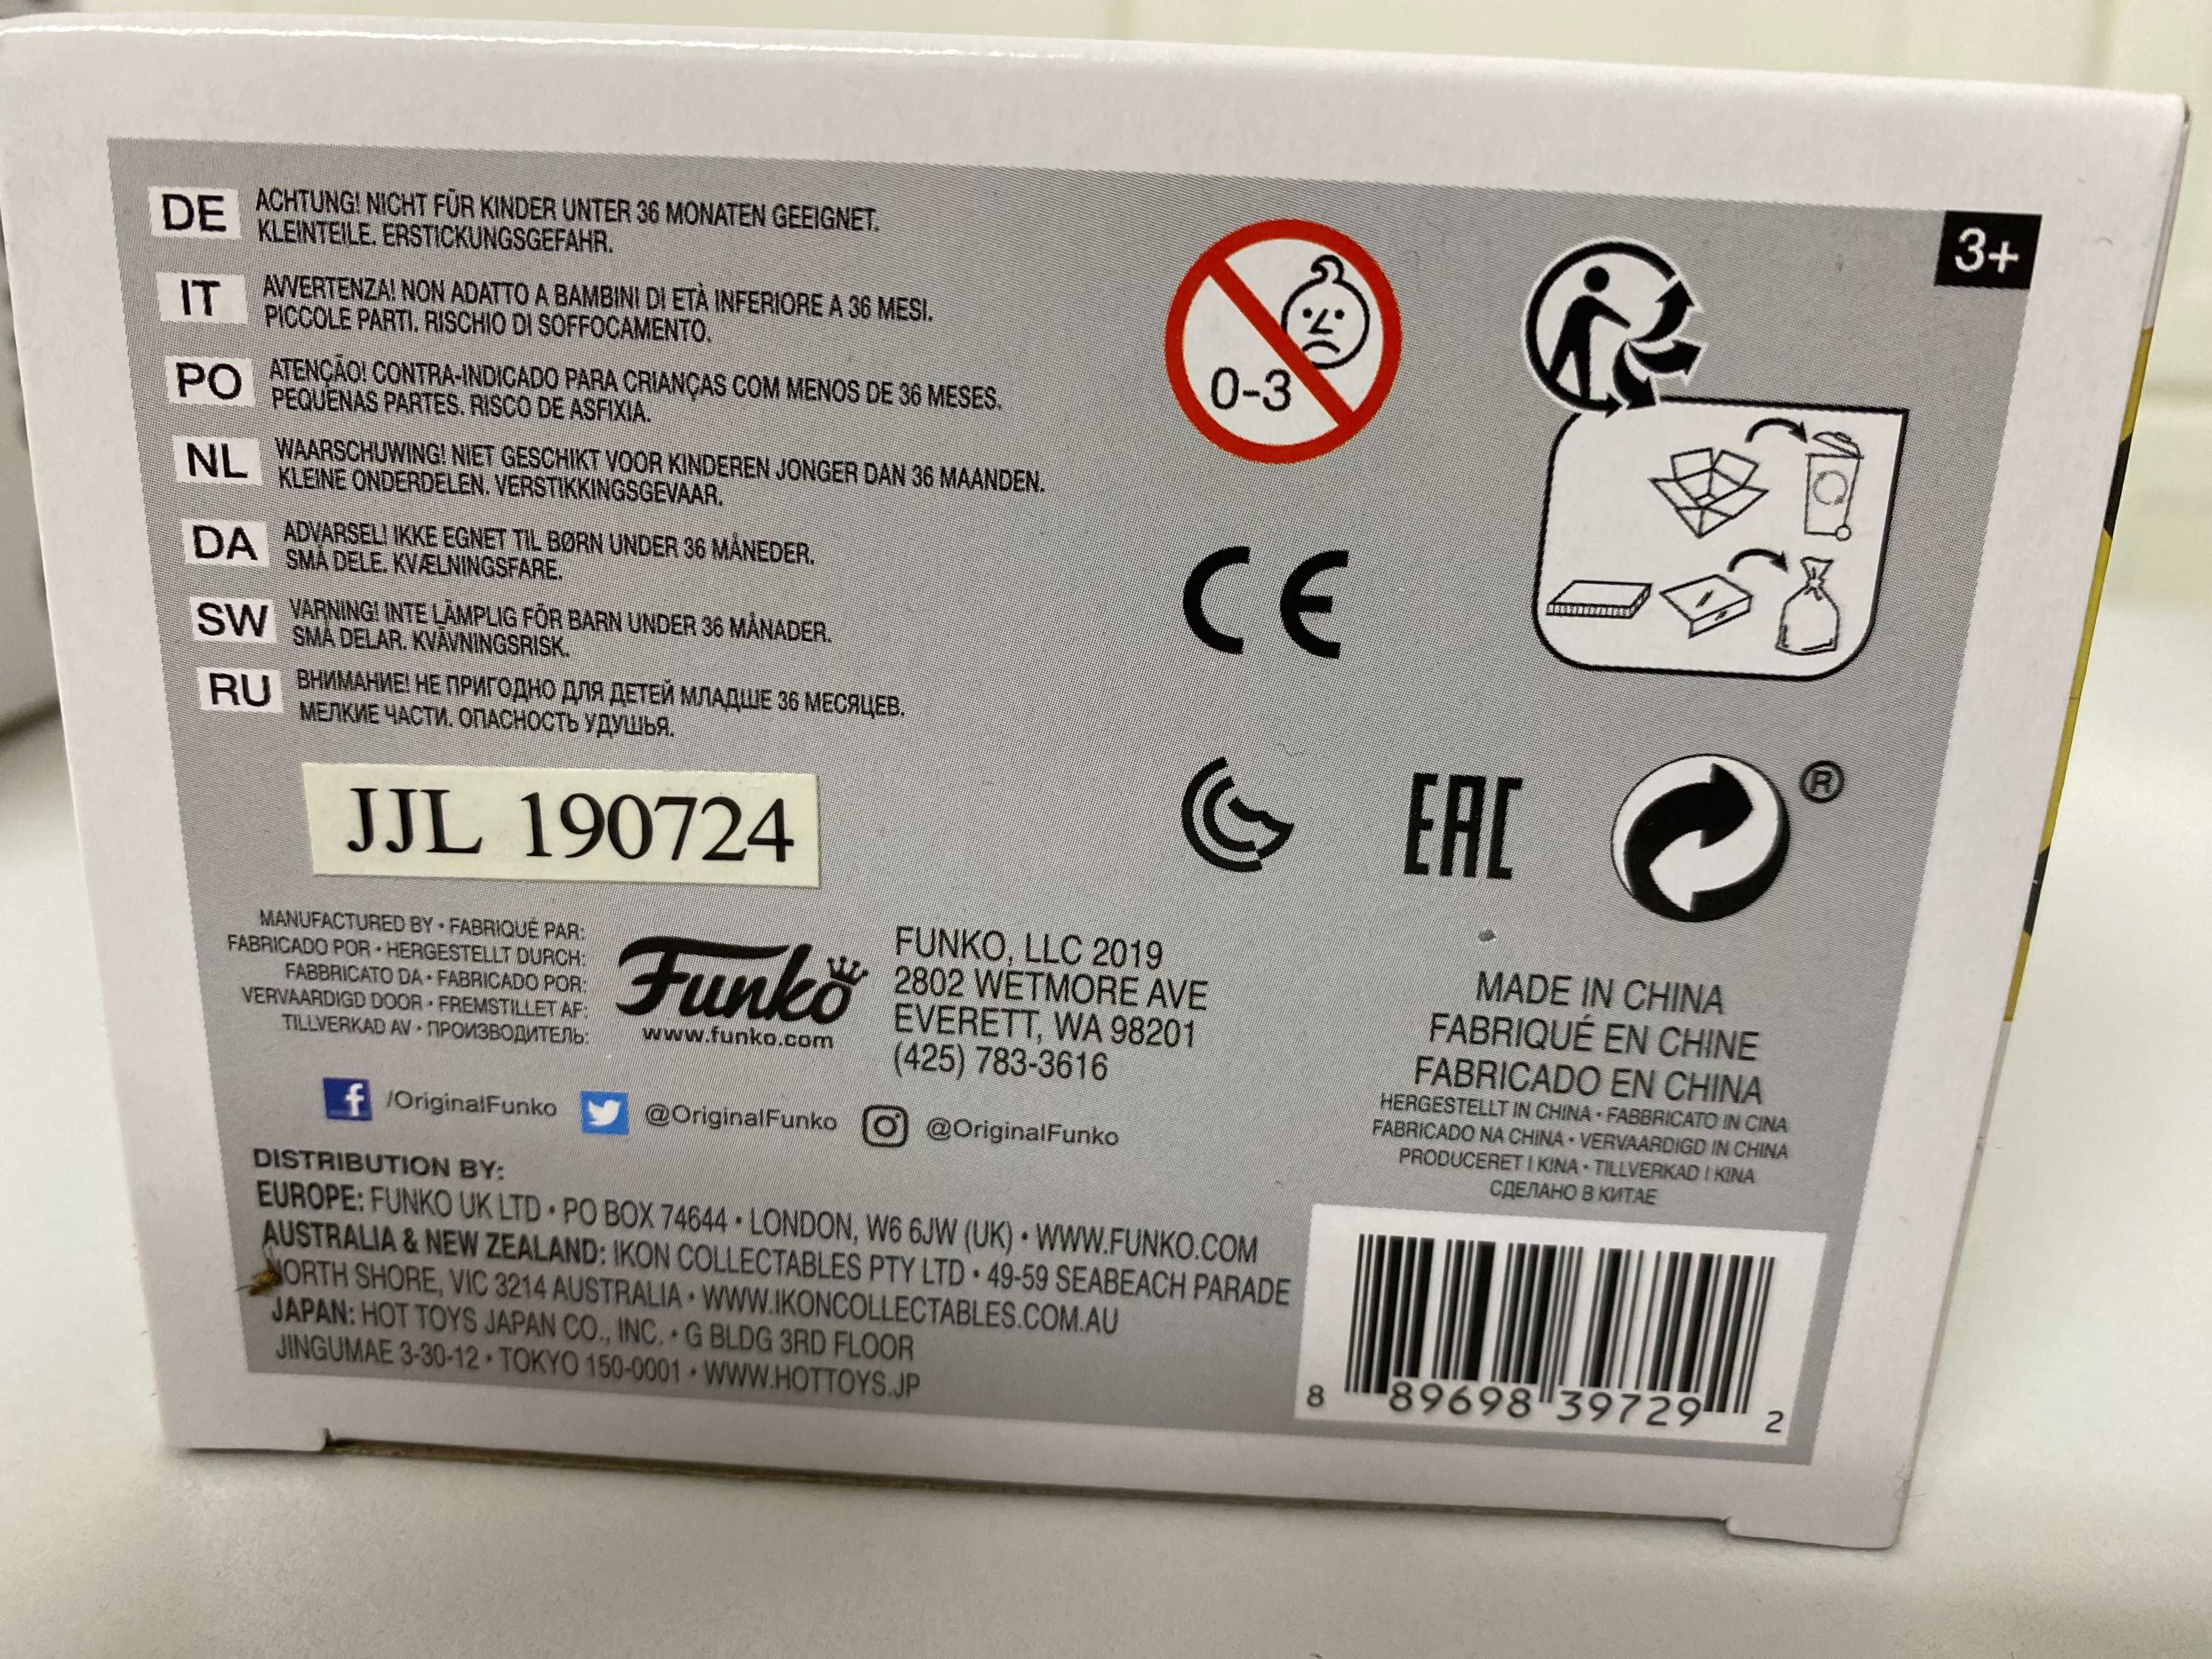 DE ACHTUNG! NICHT FÜR KINDER UNTER 36 MONATEN GEEIGNET.
KLEINTEILE. ERSTICKUNGSGEFAHR.
IT AVVERTENZA! NON ADATTO A BAMBINI DI ETÀ INFERIORE A 36 MESI.
PICCOLE PARTI. RISCHIO DI SOFFOCAMENTO.
PO ATENÇÃO! CONTRA-INDICADO PARA CRIANÇAS COM MENOS DE 36 MESES.
PEQUENAS PARTES. RISCO DE ASFIXIA.
NL WAARSCHUWING! NIET GESCHIKT VOOR KINDEREN JONGER DAN 36 MAANDEN.
KLEINE ONDERDELEN. VERSTIKKINGSGEVAAR.
DA ADVARSEL! IKKE EGNET TIL BØRN UNDER 36 MÅNEDER.
SMÅ DELE. KVÆLNINGSFARE.
SW VARNING! INTE LÄMPLIG FÖR BARN UNDER 36 MÅNADER.
SMÅ DELAR. KVÄVNINGSRISK.
RU ВНИМАНИЕ! НЕ ПРИГОДНО ДЛЯ ДЕТЕЙ МЛАДШЕ 36 МЕСЯЦЕВ.
МЕЛКИЕ ЧАСТИ. ОПАСНОСТЬ УДУШЬЯ.
0-3
3+
CE
EAC
®
JJL 190724
MANUFACTURED BY • FABRIQUÉ PAR:
FABRICADO POR • HERGESTELLT DURCH:
FABBRICATO DA • FABRICADO POR:
VERVAARDIGD DOOR • FREMSTILLET AF:
TILLVERKAD AV • ПРОИЗВОДИТЕЛЬ:
Funko
www.funko.com
FUNKO, LLC 2019
2802 WETMORE AVE
EVERETT, WA 98201
(425) 783-3616
/OriginalFunko @OriginalFunko @OriginalFunko
MADE IN CHINA
FABRIQUÉ EN CHINE
FABRICADO EN CHINA
HERGESTELLT IN CHINA • FABBRICATO IN CINA
FABRICADO NA CHINA • VERVAARDIGD IN CHINA
PRODUCERET I KINA • TILLVERKAD I KINA
СДЕЛАНО В КИТАЕ
DISTRIBUTION BY:
EUROPE: FUNKO UK LTD • PO BOX 74644 • LONDON, W6 6JW (UK) • WWW.FUNKO.COM
AUSTRALIA & NEW ZEALAND: IKON COLLECTABLES PTY LTD • 49-59 SEABEACH PARADE
NORTH SHORE, VIC 3214 AUSTRALIA • WWW.IKONCOLLECTABLES.COM.AU
JAPAN: HOT TOYS JAPAN CO., INC. • G BLDG 3RD FLOOR
JINGUMAE 3-30-12 • TOKYO 150-0001 • WWW.HOTTOYS.JP
8 89698 39729 2